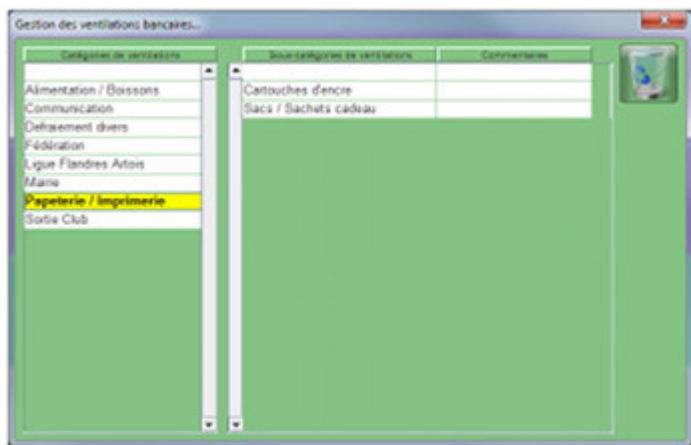 Gestion des ventilations bancaires...
Catégories de ventilations
Sous-catégories de ventilations
Commentaires
Alimentation / Boissons
Communication
Defraiement divers
Fédération
Ligue Flandres Artois
Mairie
Papeterie / Imprimerie
Sortie Club
Cartouches d'encre
Sacs / Sachets cadeau